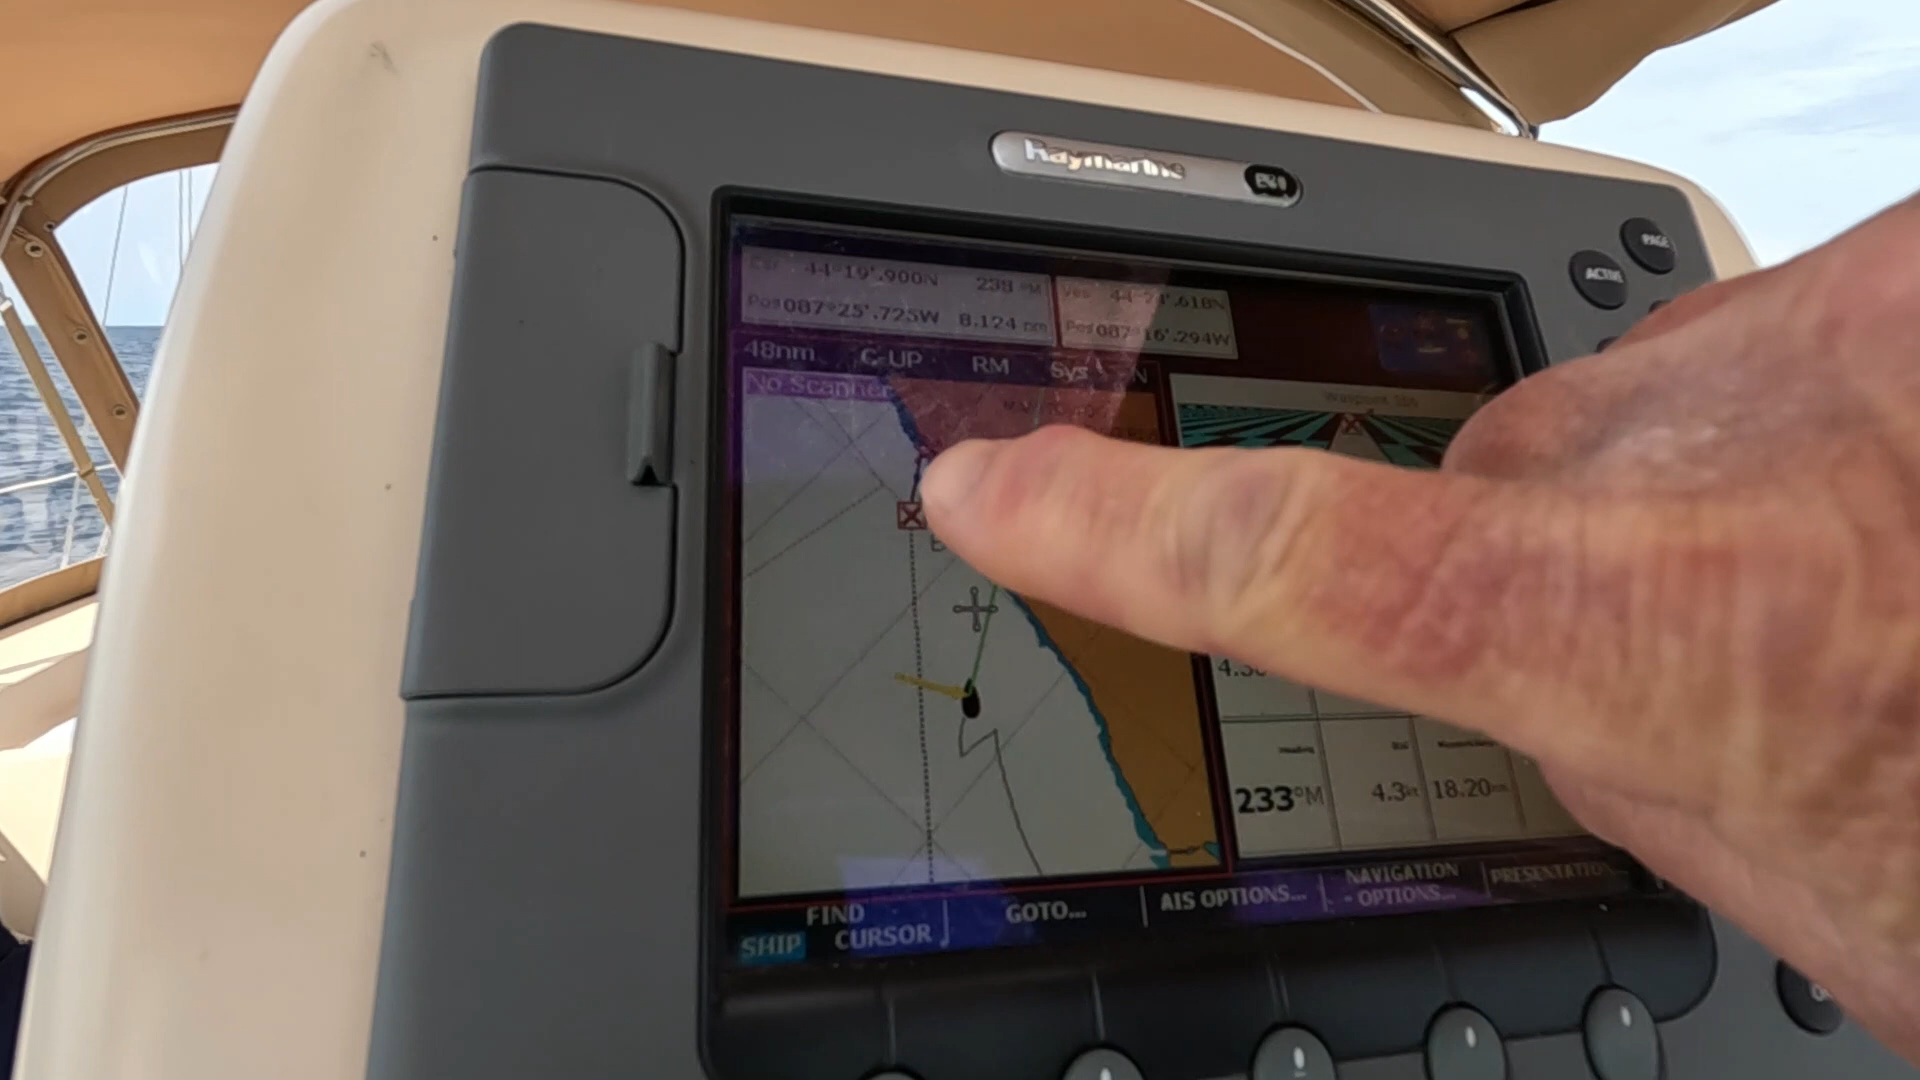 Raymarine E80
PAGE
ACTIVE
44°19'.900N 238 °M
Pos 087°25'.725W 8.124 nm
Ves
Pos 087°16'.294W
48nm C-UP RM Sys
No Scanner
4.3kt 18.20nm
233°M
FIND
SHIP CURSOR
GOTO...
AIS OPTIONS...
NAVIGATION
OPTIONS...